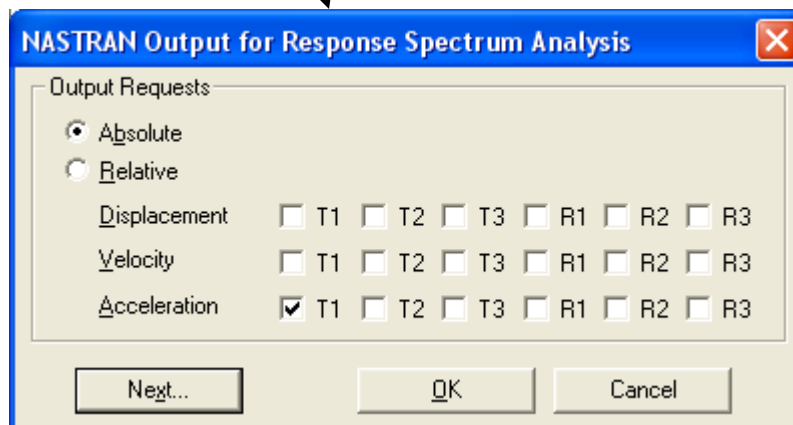 NASTRAN Output for Response Spectrum Analysis
Output Requests
Absolute
Relative
Displacement T1 T2 T3 R1 R2 R3
Velocity T1 T2 T3 R1 R2 R3
Acceleration T1 T2 T3 R1 R2 R3
Next... OK Cancel